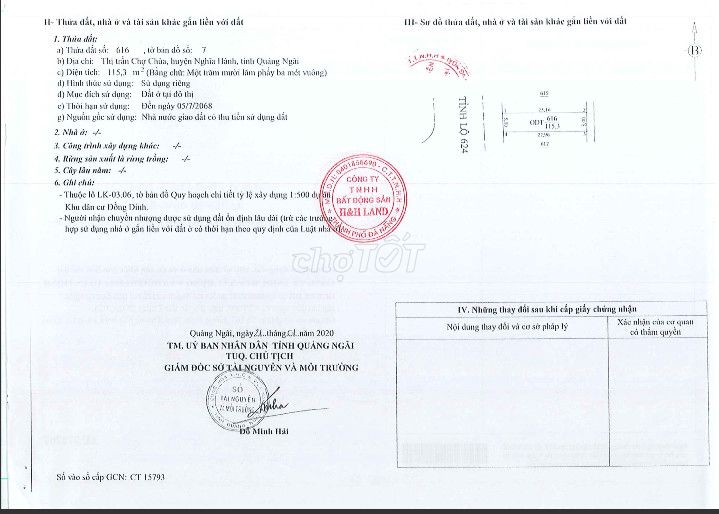 II- Thửa đất, nhà ở và tài sản khác gắn liền với đất
1. Thửa đất:
a) Thửa đất số: 616 , tờ bản đồ số: 7
b) Địa chỉ: Thị trấn Chợ Chùa, huyện Nghĩa Hành, tỉnh Quảng Ngãi
c) Diện tích: 115,3 m² (Bằng chữ: Một trăm mười lăm phẩy ba mét vuông)
d) Hình thức sử dụng: Sử dụng riêng
đ) Mục đích sử dụng: Đất ở tại đô thị
e) Thời hạn sử dụng: Đến ngày 05/7/2068
g) Nguồn gốc sử dụng: Nhà nước giao đất có thu tiền sử dụng đất
2. Nhà ở: -/-
3. Công trình xây dựng khác: -/-
4. Rừng sản xuất là rừng trồng: -/-
5. Cây lâu năm: -/-
6. Ghi chú:
- Thuộc lô LK-03.06, tờ bản đồ Quy hoạch chi tiết tỷ lệ xây dựng 1:500 dự án
Khu dân cư Đồng Dinh.
- Người nhận chuyển nhượng được sử dụng đất ổn định lâu dài (trừ các trường
hợp sử dụng nhà ở gắn liền với đất ở có thời hạn theo quy định của Luật nhà ở)
M.S.D.N: 0401856690-C.T.T.N.H.H
CÔNG TY
TNHH
BẤT ĐỘNG SẢN
H&H LAND
THÀNH PHỐ ĐÀ NẴNG
Quảng Ngãi, ngày 21 tháng 01 năm 2020
TM. UỶ BAN NHÂN DÂN TỈNH QUẢNG NGÃI
TUQ. CHỦ TỊCH
GIÁM ĐỐC SỞ TÀI NGUYÊN VÀ MÔI TRƯỜNG
SỞ
TÀI NGUYÊN
VÀ MÔI TRƯỜNG
Đỗ Minh Hải
Số vào sổ cấp GCN: CT 15793
III- Sơ đồ thửa đất, nhà ở và tài sản khác gắn liền với đất
B
TỈNH LỘ 624
615
616
ODT
115.3
22.96
617
chợTỐT
IV. Những thay đổi sau khi cấp giấy chứng nhận
Nội dung thay đổi và cơ sở pháp lý
Xác nhận của cơ quan
có thẩm quyền